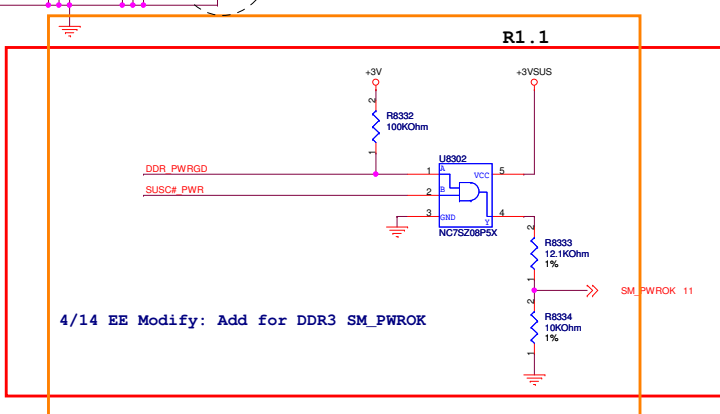 R1.1
+3V
+3VSUS
2
R8332
100KOhm
1
U8302
DDR_PWRGD
1
A
VCC
5
SUSC#_PWR
2
B
3
GND
Y
4
NC7SZ08P5X
2
R8333
12.1KOhm
1%
1
SM_PWROK 11
2
R8334
10KOhm
1%
1
4/14 EE Modify: Add for DDR3 SM_PWROK